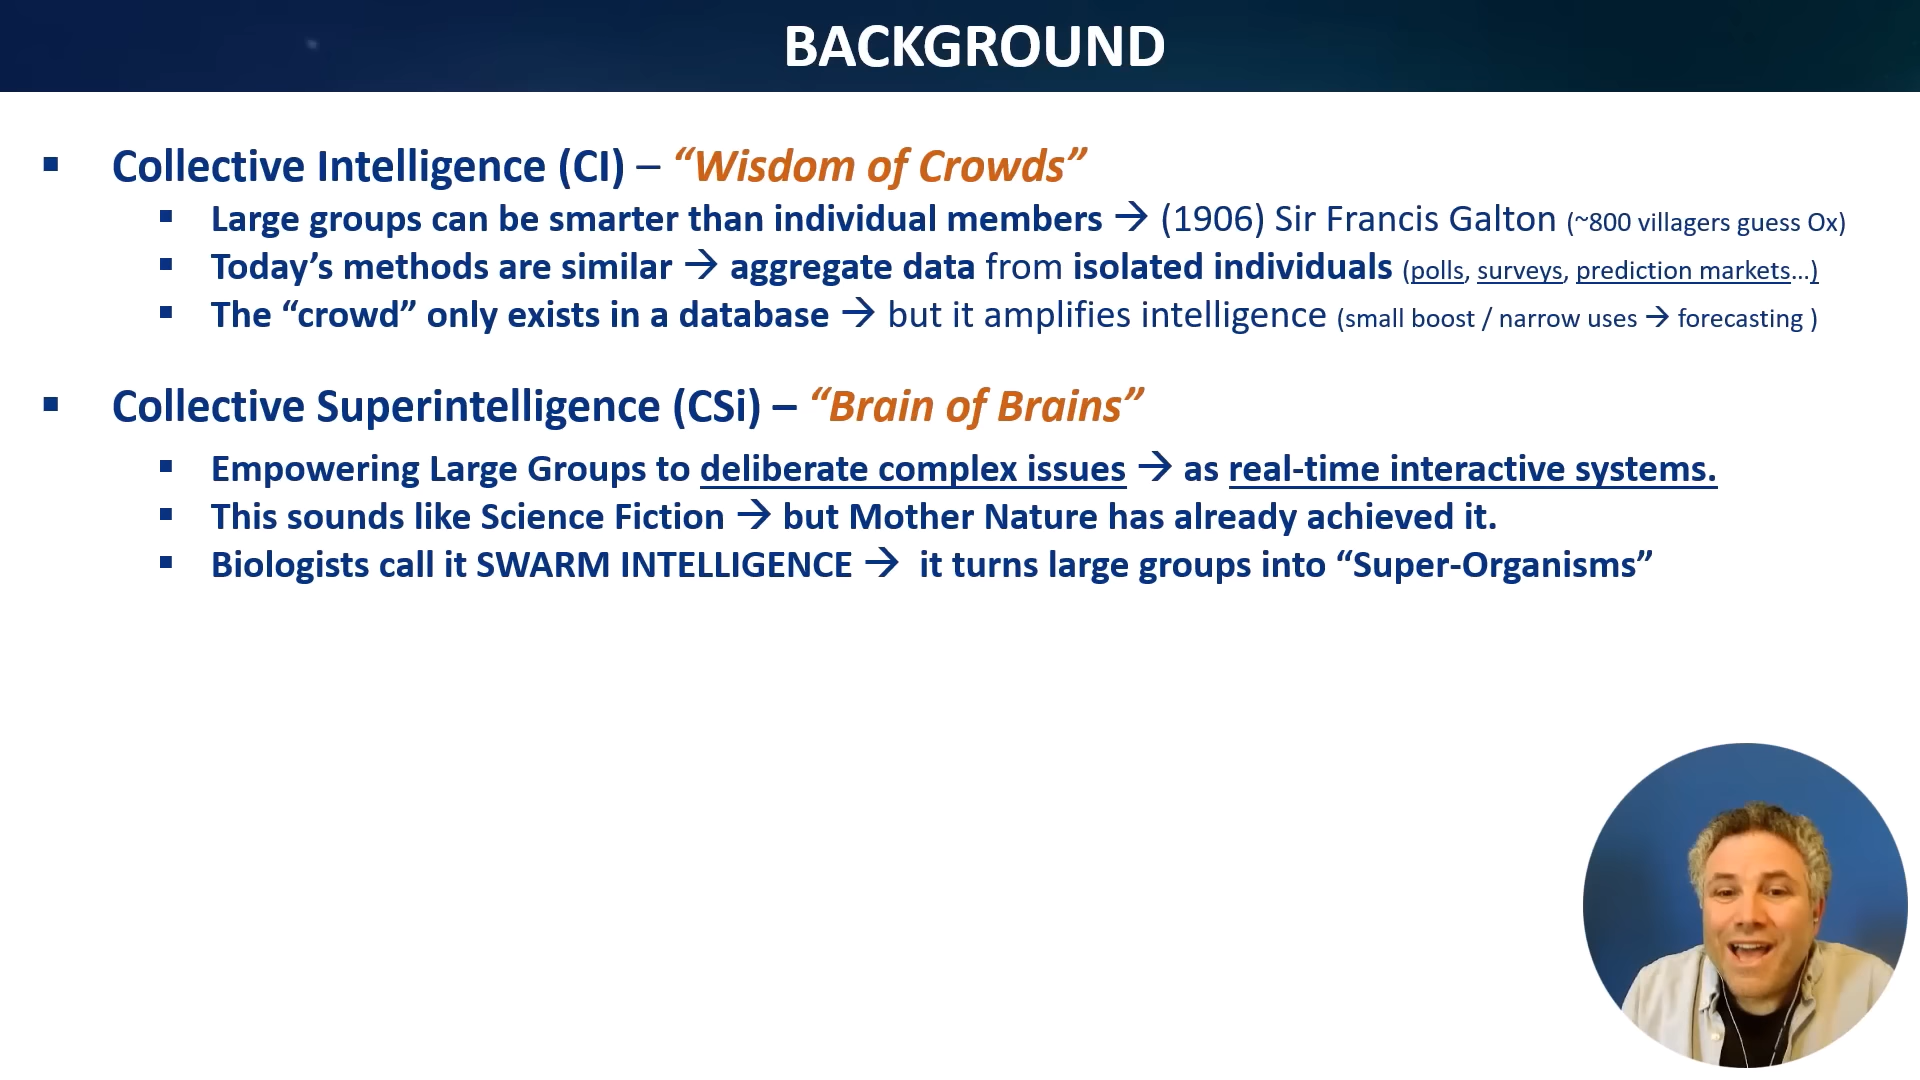 BACKGROUND
▪ Collective Intelligence (CI) – “Wisdom of Crowds”
▪ Large groups can be smarter than individual members → (1906) Sir Francis Galton (~800 villagers guess Ox)
▪ Today’s methods are similar → aggregate data from isolated individuals (polls, surveys, prediction markets…)
▪ The “crowd” only exists in a database → but it amplifies intelligence (small boost / narrow uses → forecasting )
▪ Collective Superintelligence (CSi) – “Brain of Brains”
▪ Empowering Large Groups to deliberate complex issues → as real-time interactive systems.
▪ This sounds like Science Fiction → but Mother Nature has already achieved it.
▪ Biologists call it SWARM INTELLIGENCE → it turns large groups into “Super-Organisms”